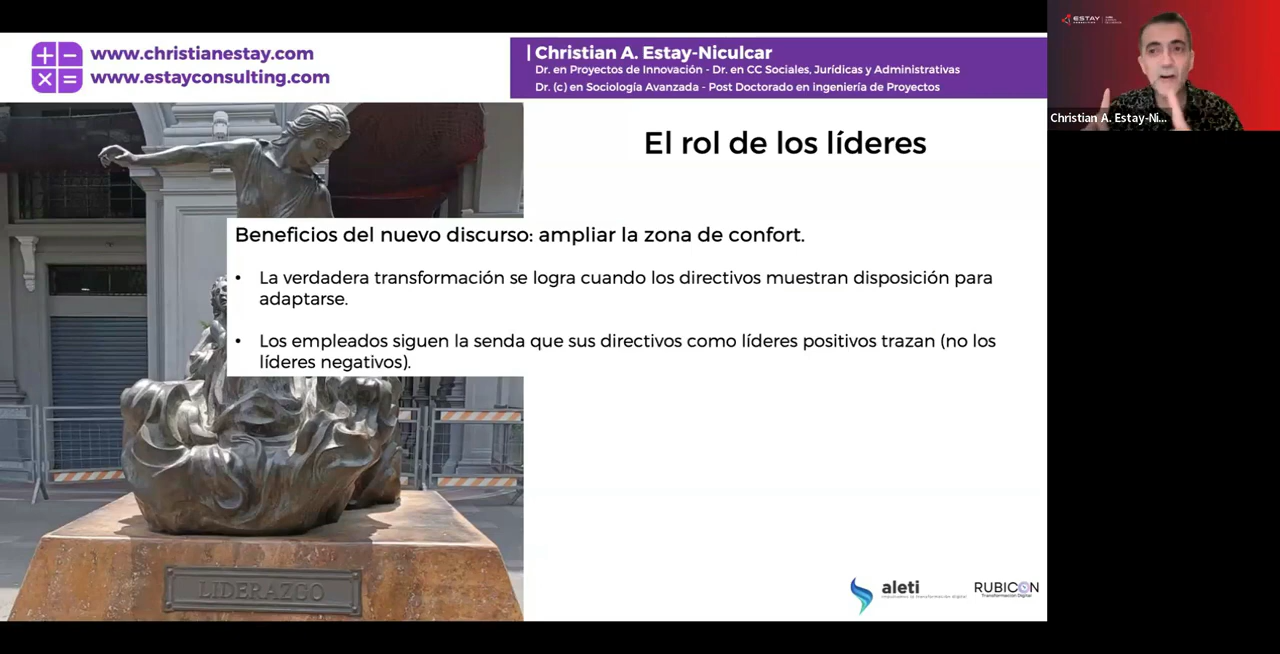 www.christianestay.com
www.estayconsulting.com
| Christian A. Estay-Niculcar
Dr. en Proyectos de Innovación - Dr. en CC Sociales, Jurídicas y Administrativas
Dr. (c) en Sociología Avanzada - Post Doctorado en ingeniería de Proyectos
ESTAY
Christian A. Estay-Ni...
El rol de los líderes
Beneficios del nuevo discurso: ampliar la zona de confort.
• La verdadera transformación se logra cuando los directivos muestran disposición para
adaptarse.
• Los empleados siguen la senda que sus directivos como líderes positivos trazan (no los
líderes negativos).
LIDERAZGO
aleti
RUBICON
Transformación Digital